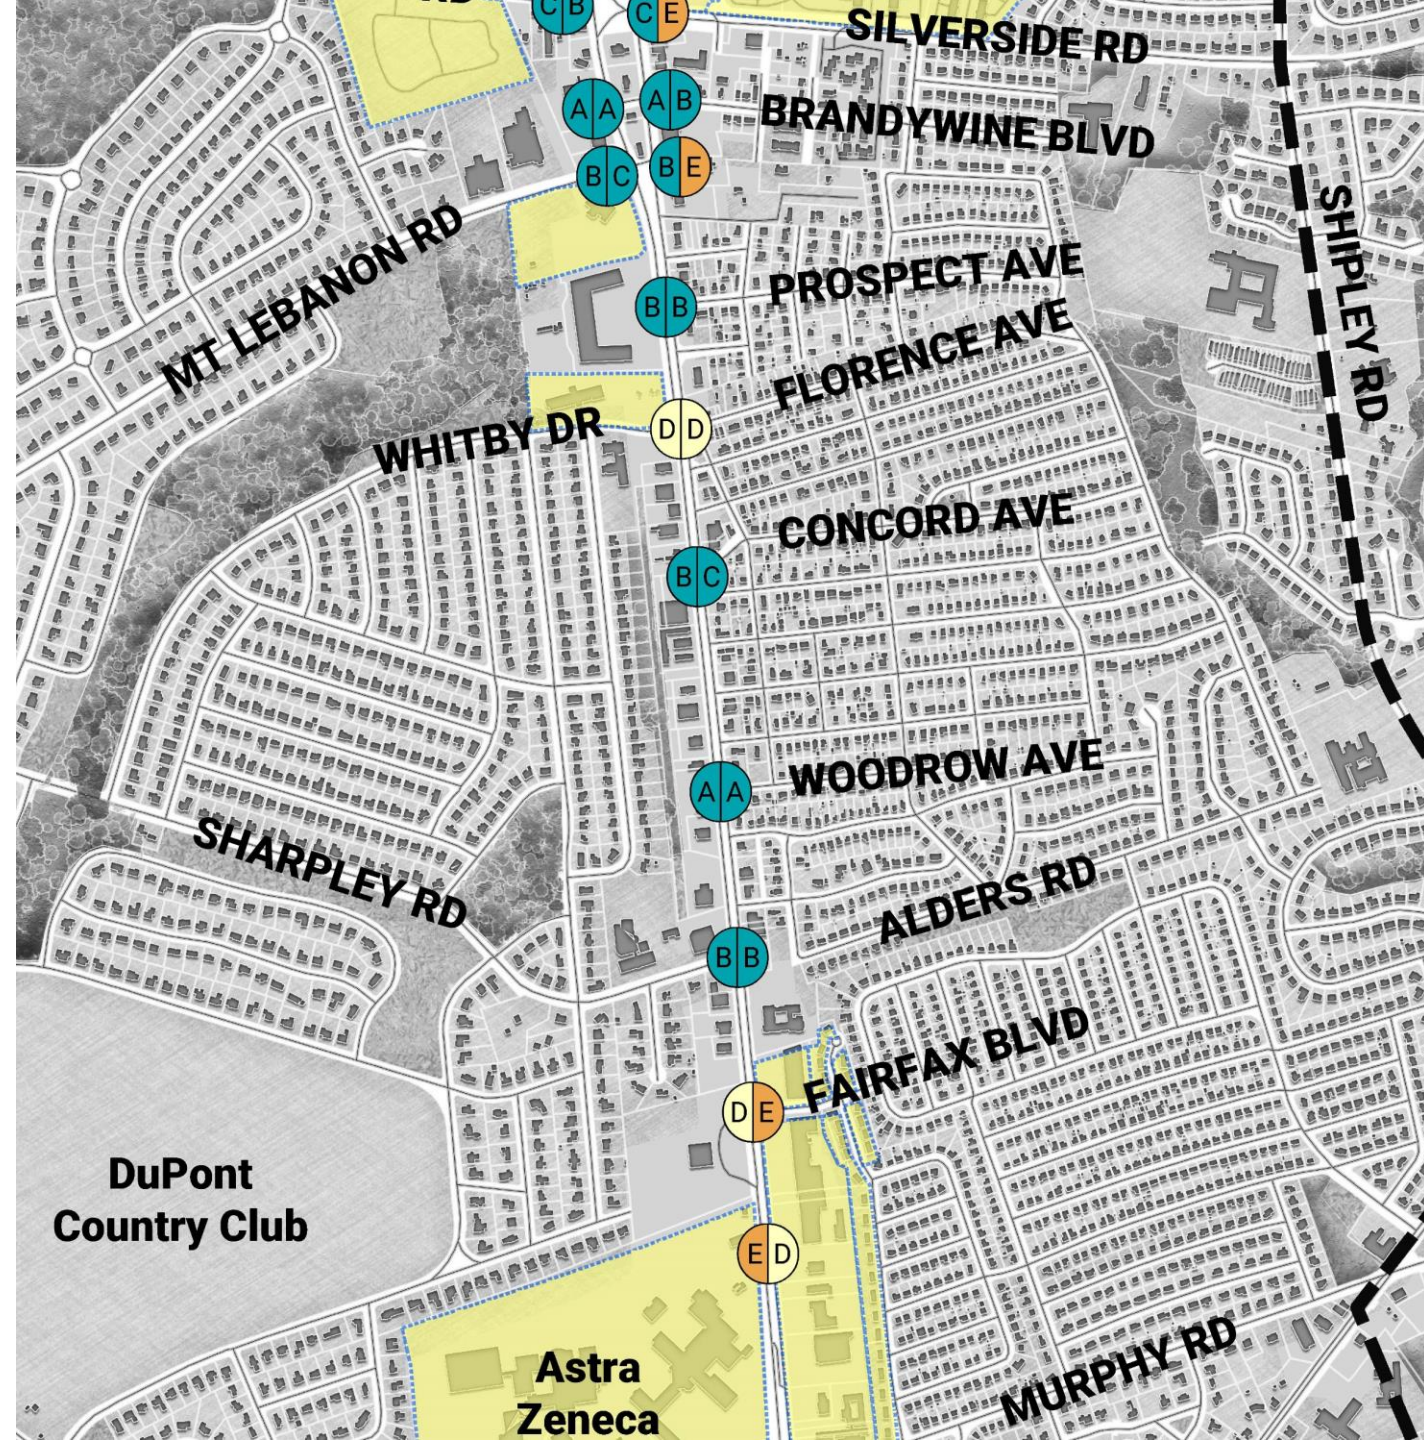 RD
C B
C E
SILVERSIDE RD
A A
A B
BRANDYWINE BLVD
B C
B E
MT LEBANON RD
SHIPLEY RD
PROSPECT AVE
B B
FLORENCE AVE
WHITBY DR
D D
CONCORD AVE
B C
WOODROW AVE
A A
SHARPLEY RD
ALDERS RD
B B
FAIRFAX BLVD
D E
DuPont
Country Club
E D
MURPHY RD
Astra
Zeneca